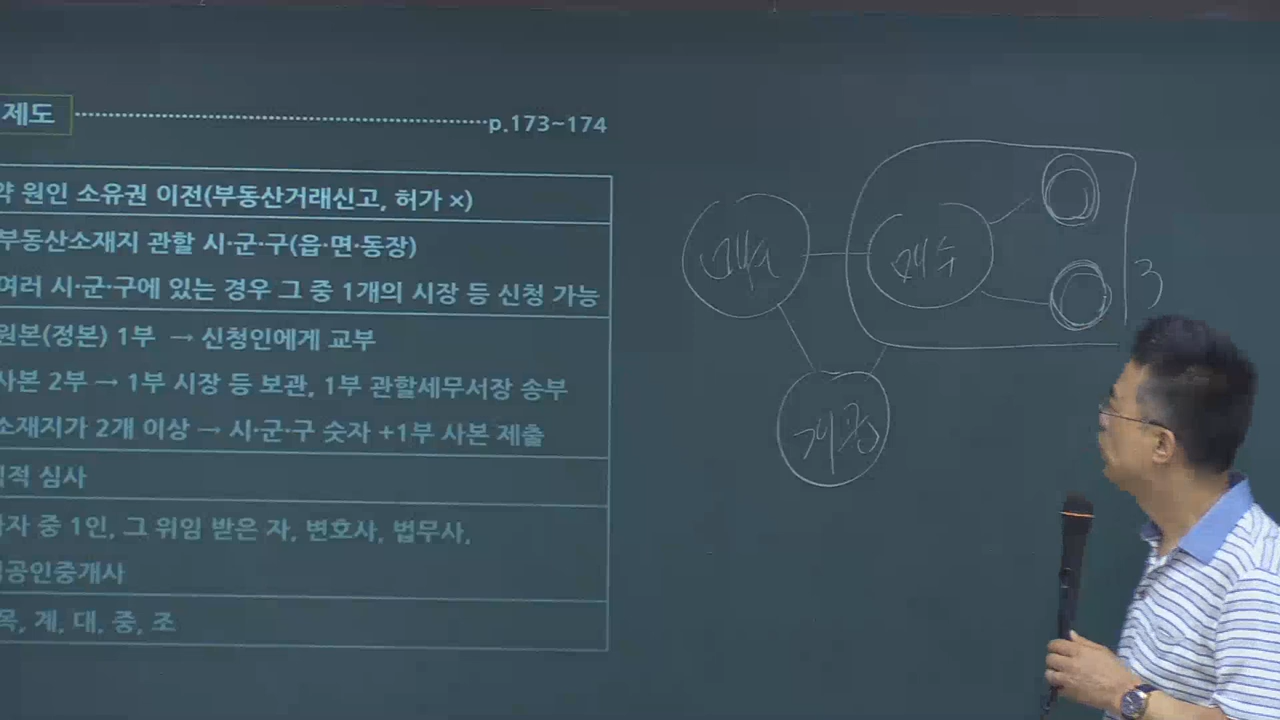 제도 p.173~174
약 원인 소유권 이전(부동산거래신고, 허가 ×)
부동산소재지 관할 시·군·구(읍·면·동장)
여러 시·군·구에 있는 경우 그 중 1개의 시장 등 신청 가능
원본(정본) 1부 → 신청인에게 교부
사본 2부 → 1부 시장 등 보관, 1부 관할세무서장 송부
소재지가 2개 이상 → 시·군·구 숫자 +1부 사본 제출
적 심사
자 중 1인, 그 위임 받은 자, 변호사, 법무사,
공인중개사
목, 계, 대, 중, 조
매수
3
개공